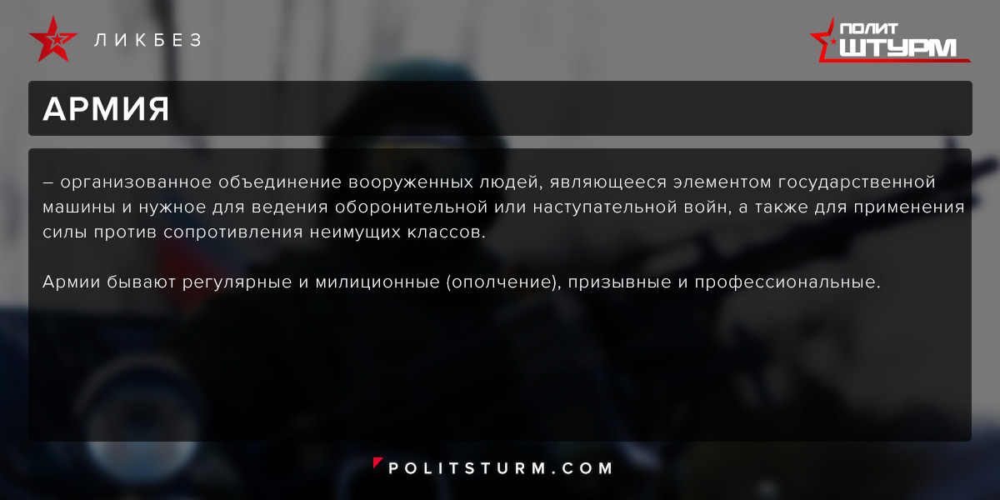 ЛИКБЕЗ
ПОЛИТ
ШТУРМ
АРМИЯ
– организованное объединение вооруженных людей, являющееся элементом государственной
машины и нужное для ведения оборонительной или наступательной войн, а также для применения
силы против сопротивления неимущих классов.
Армии бывают регулярные и милиционные (ополчение), призывные и профессиональные.
POLITSTURM.COM